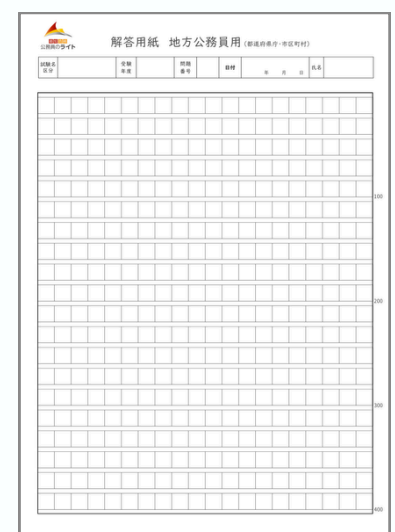 公務員のライト
解答用紙 地方公務員用 (都道府県庁・市区町村)
試験名
区分
受験
年度
問題
番号
日付
年 月 日
氏名
100
200
300
400